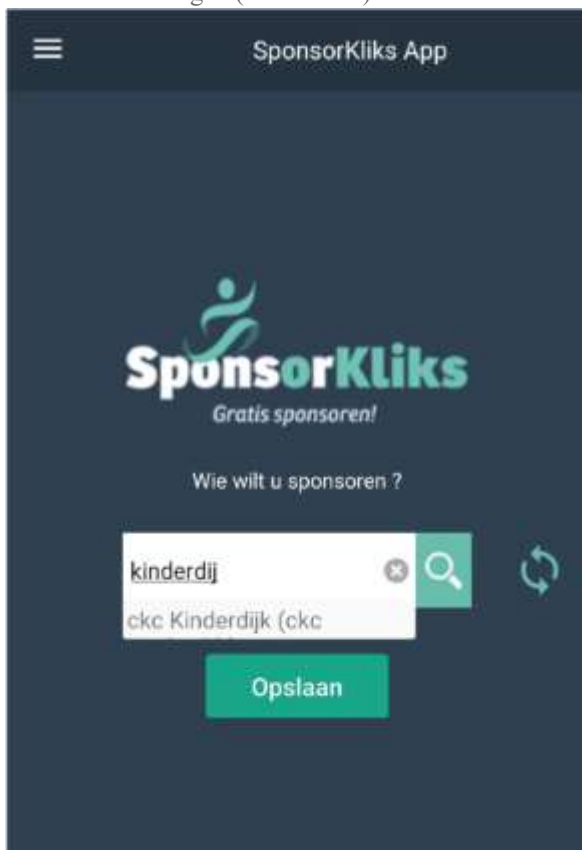 SponsorKliks App
SponsorKliks
Gratis sponsoren!
Wie wilt u sponsoren ?
kinderdij
ckc Kinderdijk (ckc
Opslaan